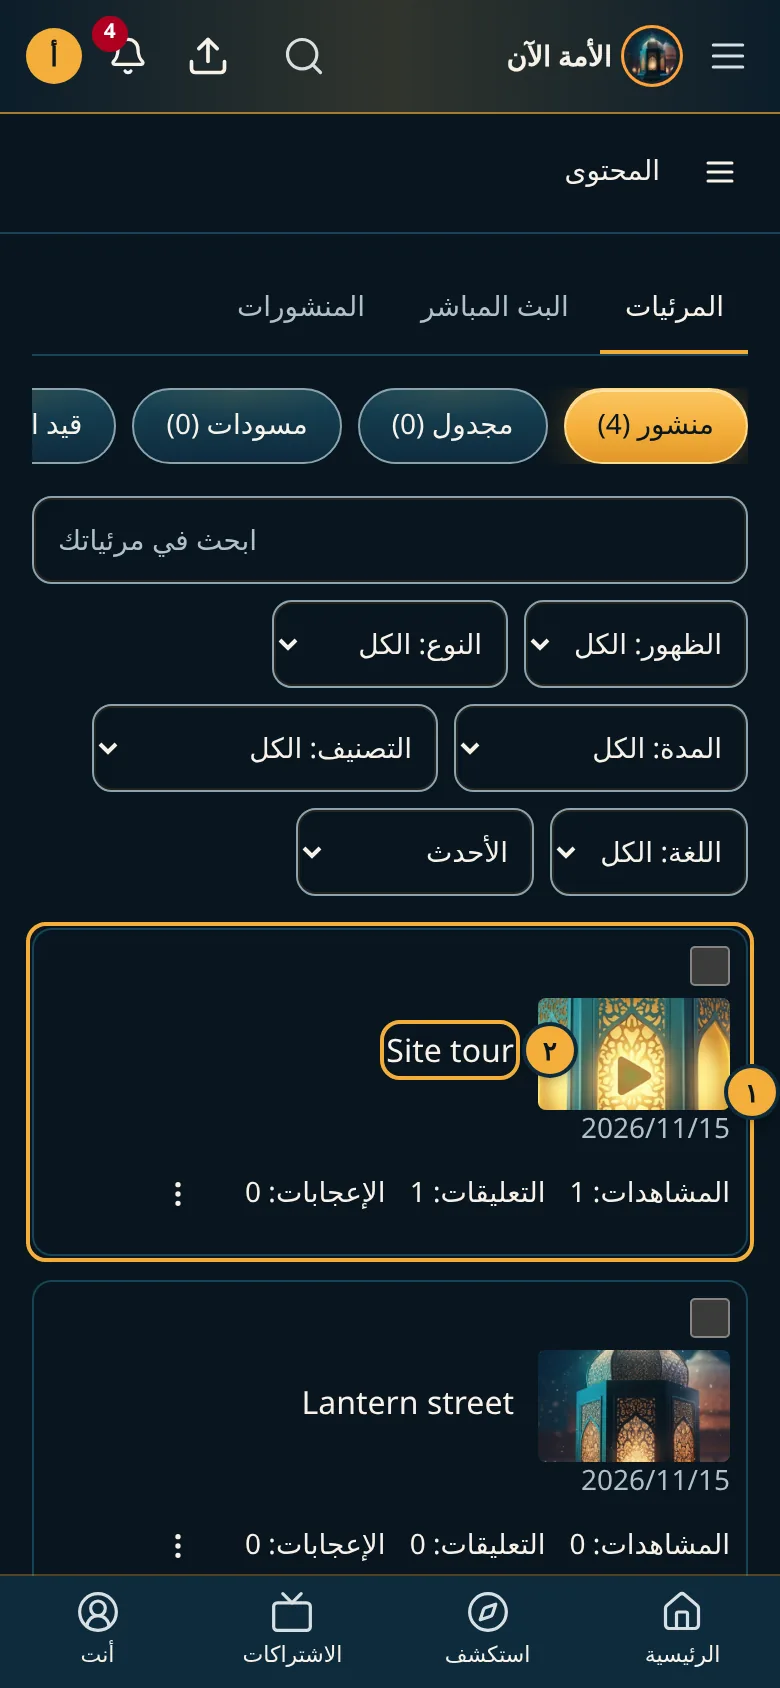 الأمة الآن
4
أ
المحتوى
المرئيات
البث المباشر
المنشورات
منشور (4)
مجدول (0)
مسودات (0)
قيد ا
ابحث في مرئياتك
الظهور: الكل
النوع: الكل
المدة: الكل
التصنيف: الكل
اللغة: الكل
الأحدث
١
٢
Site tour
2026/11/15
المشاهدات: 1
التعليقات: 1
الإعجابات: 0
Lantern street
2026/11/15
المشاهدات: 0
التعليقات: 0
الإعجابات: 0
الرئيسية
استكشف
الاشتراكات
أنت